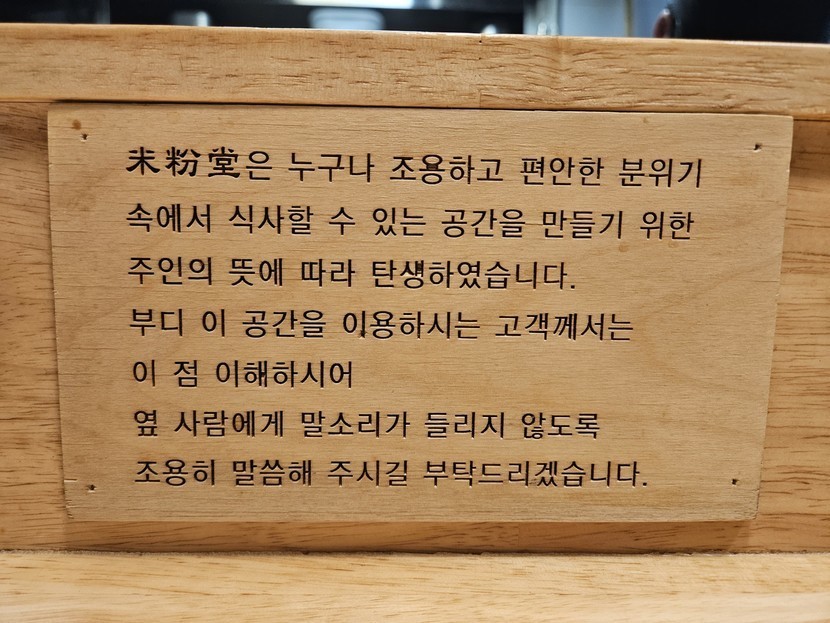 未粉堂은 누구나 조용하고 편안한 분위기
속에서 식사할 수 있는 공간을 만들기 위한
주인의 뜻에 따라 탄생하였습니다.
부디 이 공간을 이용하시는 고객께서는
이 점 이해하시어
옆 사람에게 말소리가 들리지 않도록
조용히 말씀해 주시길 부탁드리겠습니다.